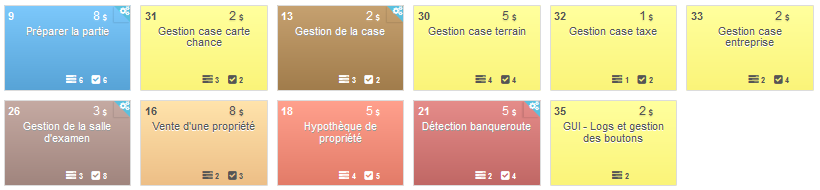 9 8 $
Préparer la partie
6 6
31 2 $
Gestion case carte
chance
3 2
13 2 $
Gestion de la case
3 2
30 5 $
Gestion case terrain
4 4
32 1 $
Gestion case taxe
1 2
33 2 $
Gestion case
entreprise
2 4
26 3 $
Gestion de la salle
d'examen
3 8
16 8 $
Vente d'une propriété
2 3
18 5 $
Hypothèque de
propriété
4 5
21 5 $
Détection banqueroute
2 4
35 2 $
GUI - Logs et gestion
des boutons
2